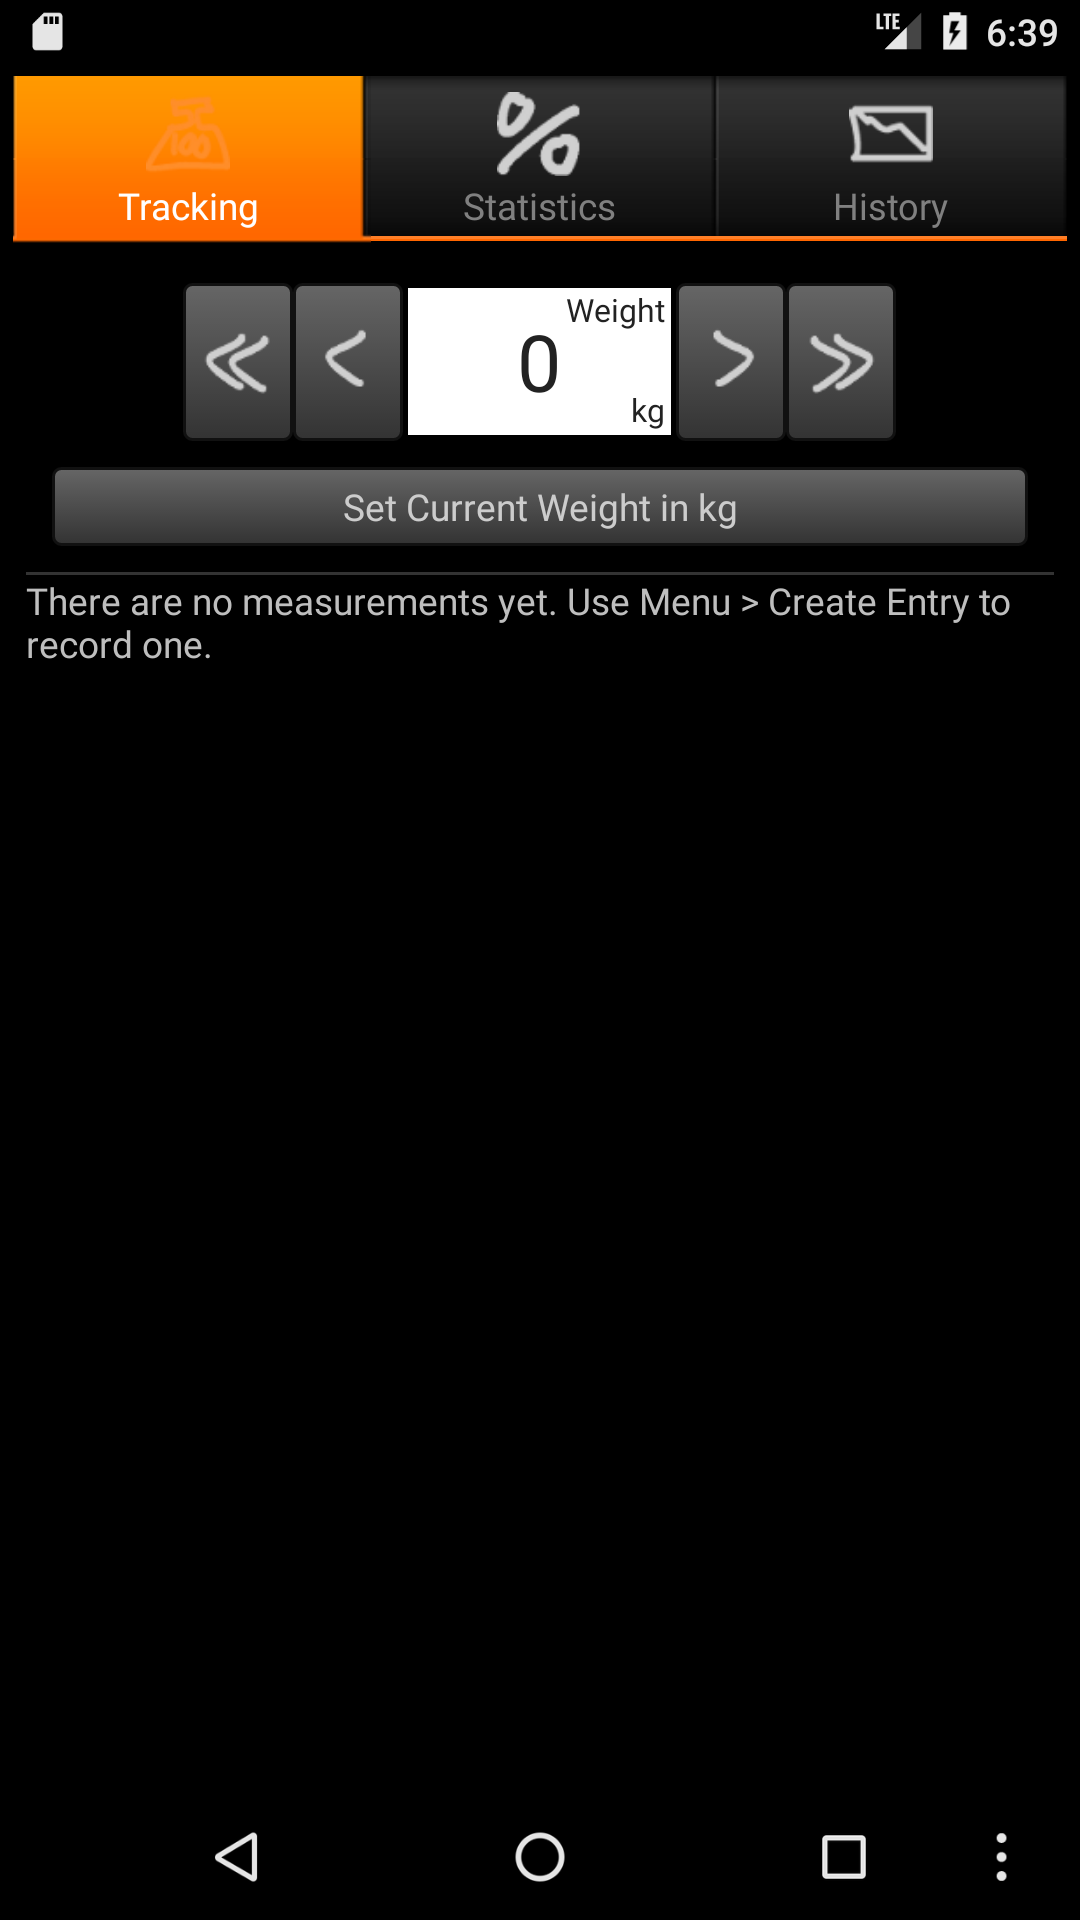 LTE 6:39
100
Tracking Statistics History
Weight
0
kg
Set Current Weight in kg
There are no measurements yet. Use Menu > Create Entry to
record one.